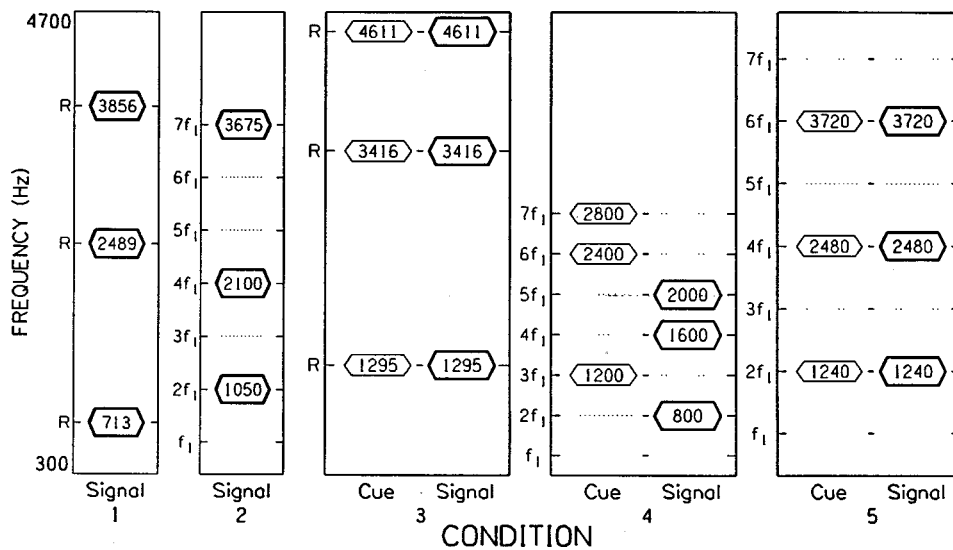 4700
FREQUENCY (Hz)
300
R 3856
R 2489
R 713
Signal
1
7f₁ 3675
6f₁
5f₁
4f₁ 2100
3f₁
2f₁ 1050
f₁
Signal
2
R 4611 4611
R 3416 3416
R 1295 1295
Cue Signal
3
7f₁ 2800
6f₁ 2400
5f₁ 2000
4f₁ 1600
3f₁ 1200
2f₁ 800
f₁
Cue Signal
4
7f₁
6f₁ 3720 3720
5f₁
4f₁ 2480 2480
3f₁
2f₁ 1240 1240
f₁
Cue Signal
5
CONDITION